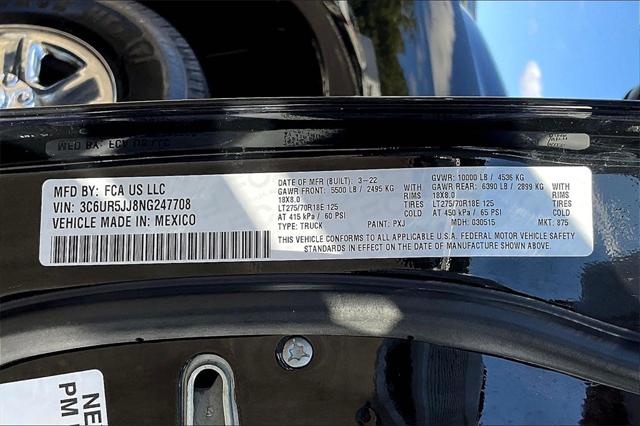 MFD BY: FCA US LLC
VIN: 3C6UR5JJ8NG247708
VEHICLE MADE IN: MEXICO
DATE OF MFR (BUILT): 3-22
GAWR FRONT: 5500 LB / 2495 KG WITH
18X8.0 RIMS
LT275/70R18E 125 TIRES
AT 415 kPa / 60 PSI
TYPE: TRUCK PAINT: PXJ
GVWR: 10000 LB / 4536 KG
GAWR REAR: 6390 LB / 2899 KG WITH
18X8.0 RIMS
LT275/70R18E 125 TIRES
AT 450 kPa / 65 PSI
MDH: 030515 MKT: 875
THIS VEHICLE CONFORMS TO ALL APPLICABLE U.S.A. FEDERAL MOTOR VEHICLE SAFETY
STANDARDS IN EFFECT ON THE DATE OF MANUFACTURE SHOWN ABOVE.
NE
PM